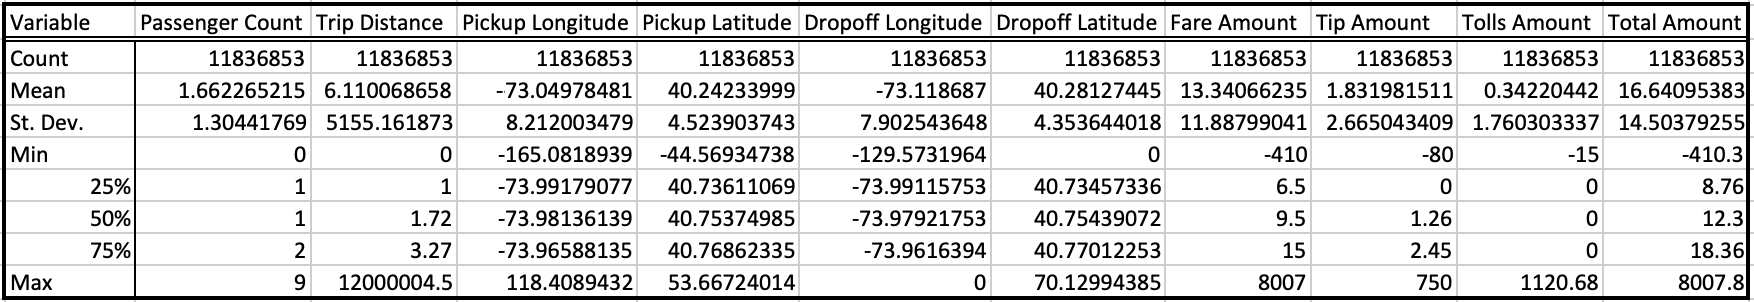 Variable Passenger Count Trip Distance Pickup Longitude Pickup Latitude Dropoff Longitude Dropoff Latitude Fare Amount Tip Amount Tolls Amount Total Amount
Count 11836853 11836853 11836853 11836853 11836853 11836853 11836853 11836853 11836853 11836853
Mean 1.662265215 6.110068658 -73.04978481 40.24233999 -73.118687 40.28127445 13.34066235 1.831981511 0.34220442 16.64095383
St. Dev. 1.30441769 5155.161873 8.212003479 4.523903743 7.902543648 4.353644018 11.88799041 2.665043409 1.760303337 14.50379255
Min 0 0 -165.0818939 -44.56934738 -129.5731964 0 -410 -80 -15 -410.3
25% 1 1 -73.99179077 40.73611069 -73.99115753 40.73457336 6.5 0 0 8.76
50% 1 1.72 -73.98136139 40.75374985 -73.97921753 40.75439072 9.5 1.26 0 12.3
75% 2 3.27 -73.96588135 40.76862335 -73.9616394 40.77012253 15 2.45 0 18.36
Max 9 12000004.5 118.4089432 53.66724014 0 70.12994385 8007 750 1120.68 8007.8